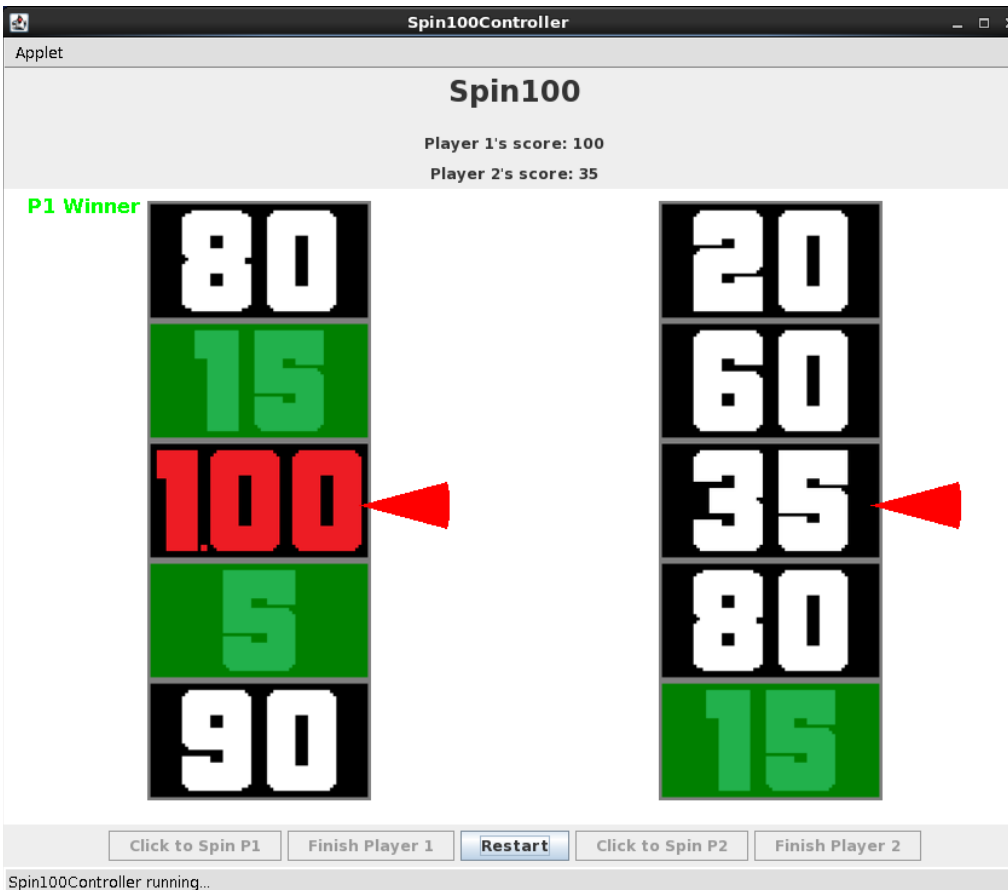 Spin100Controller
Applet
Spin100
Player 1's score: 100
Player 2's score: 35
P1 Winner
80
15
1.00
5
90
20
60
35
80
15
Click to Spin P1 Finish Player 1 Restart Click to Spin P2 Finish Player 2
Spin100Controller running...